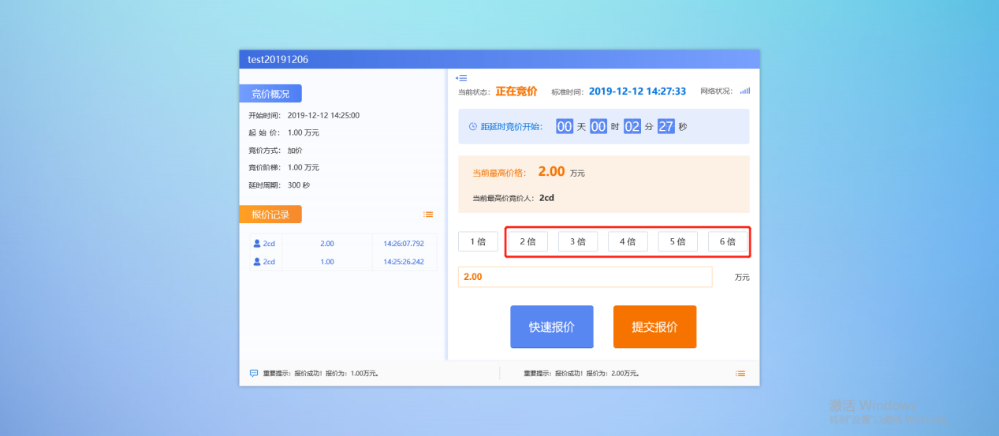 test20191206
竞价概况
开始时间： 2019-12-12 14:25:00
起 始 价： 1.00 万元
竞价方式： 加价
竞价阶梯： 1.00 万元
延时周期： 300 秒
报价记录
2cd 2.00 14:26:07.792
2cd 1.00 14:25:26.242
当前状态： 正在竞价 标准时间： 2019-12-12 14:27:33 网络状况：
距延时竞价开始： 00 天 00 时 02 分 27 秒
当前最高价格： 2.00 万元
当前最高价竞价人： 2cd
1 倍 2 倍 3 倍 4 倍 5 倍 6 倍
2.00 万元
快速报价 提交报价
重要提示：报价成功！报价为：1.00万元。 重要提示：报价成功！报价为：2.00万元。
激活 Windows